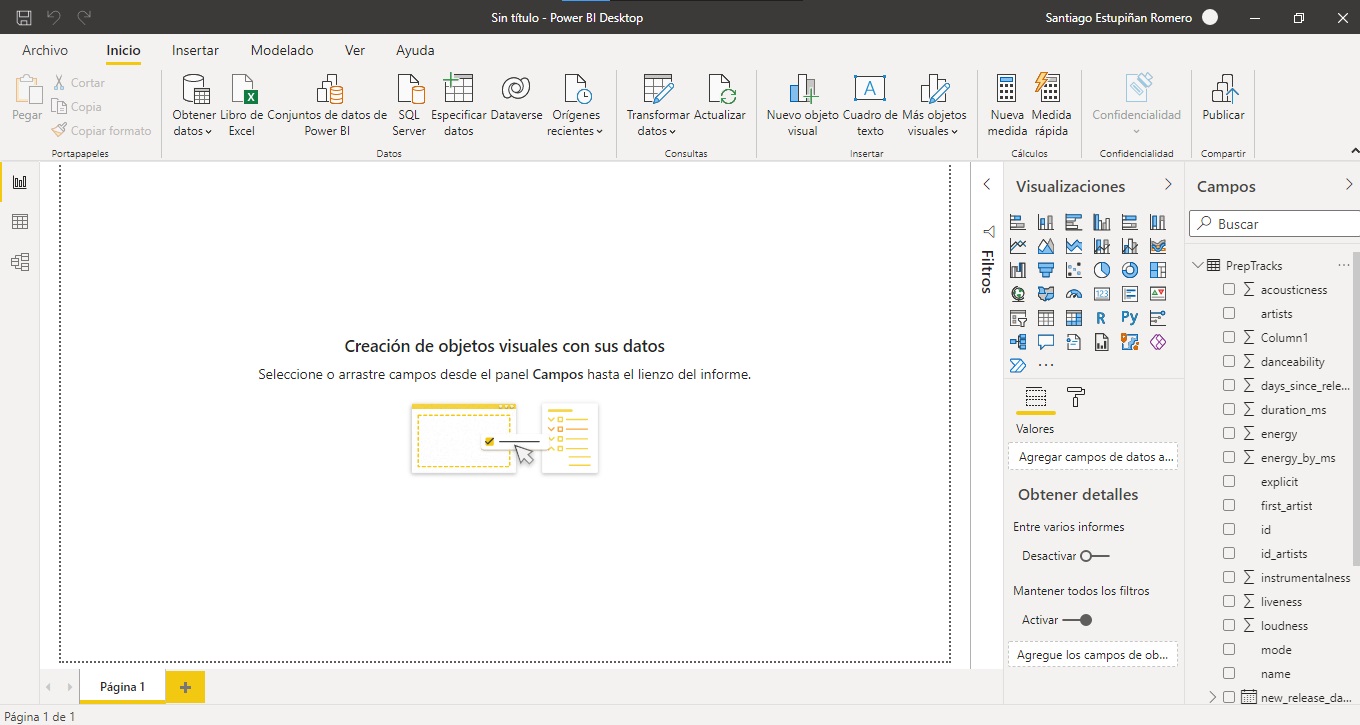 Sin título - Power BI Desktop
Santiago Estupiñan Romero
Archivo
Inicio
Insertar
Modelado
Ver
Ayuda
Pegar
Cortar
Copia
Copiar formato
Portapapeles
Obtener datos
Libro de Excel
Conjuntos de datos de Power BI
SQL Server
Especificar datos
Dataverse
Orígenes recientes
Datos
Transformar datos
Actualizar
Consultas
Nuevo objeto visual
Cuadro de texto
Más objetos visuales
Insertar
Nueva medida
Medida rápida
Cálculos
Confidencialidad
Confidencialidad
Publicar
Compartir
Creación de objetos visuales con sus datos
Seleccione o arrastre campos desde el panel Campos hasta el lienzo del informe.
Filtros
Visualizaciones
R
Py
Valores
Agregar campos de datos a...
Obtener detalles
Entre varios informes
Desactivar
Mantener todos los filtros
Activar
Agregue los campos de ob...
Campos
Buscar
PrepTracks
acousticness
artists
Column1
danceability
days_since_rele...
duration_ms
energy
energy_by_ms
explicit
first_artist
id
id_artists
instrumentalness
liveness
loudness
mode
name
new_release_da...
Página 1
Página 1 de 1